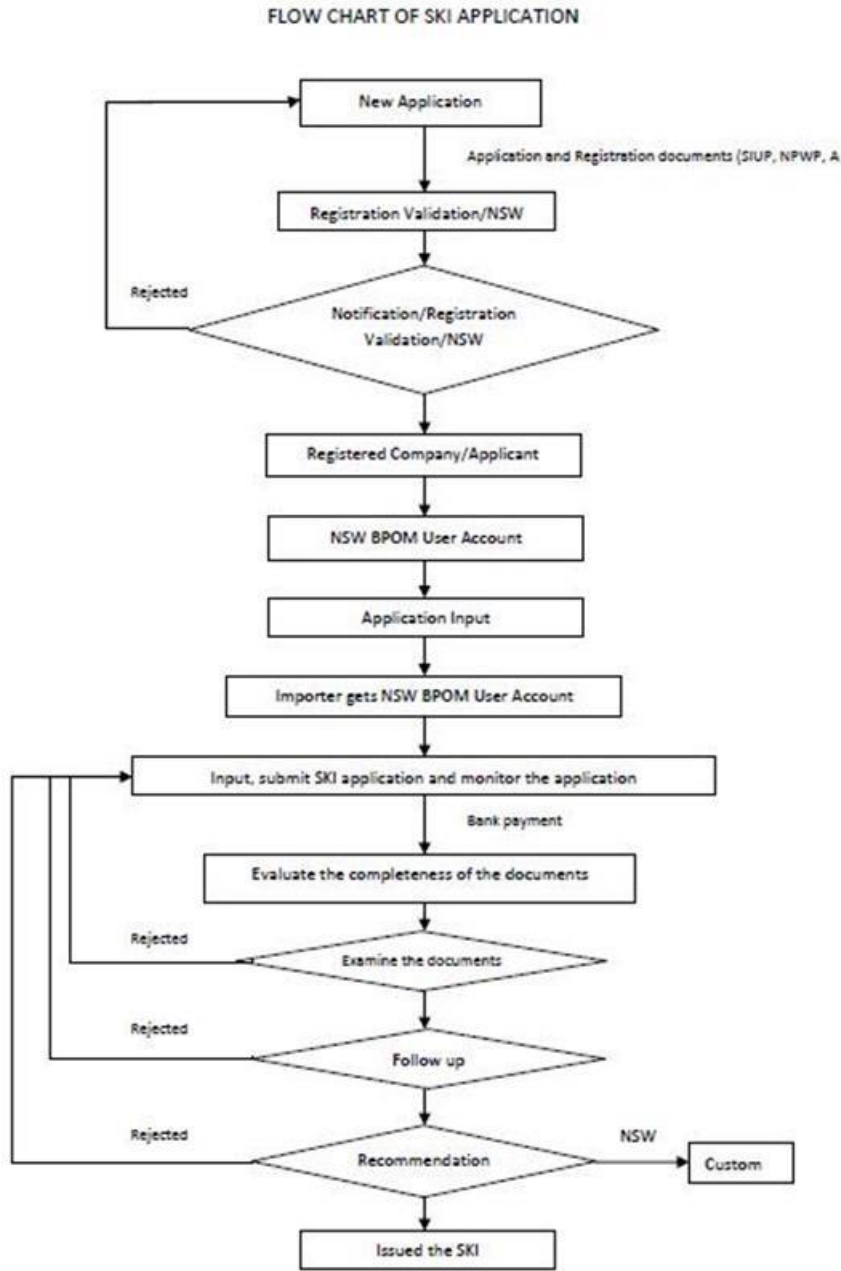 FLOW CHART OF SKI APPLICATION
New Application
Application and Registration documents (SIUP, NPWP, A
Registration Validation/NSW
Rejected
Notification/Registration
Validation/NSW
Registered Company/Applicant
NSW BPOM User Account
Application Input
Importer gets NSW BPOM User Account
Input, submit SKI application and monitor the application
Bank payment
Evaluate the completeness of the documents
Rejected
Examine the documents
Rejected
Follow up
Rejected
Recommendation
NSW
Custom
Issued the SKI